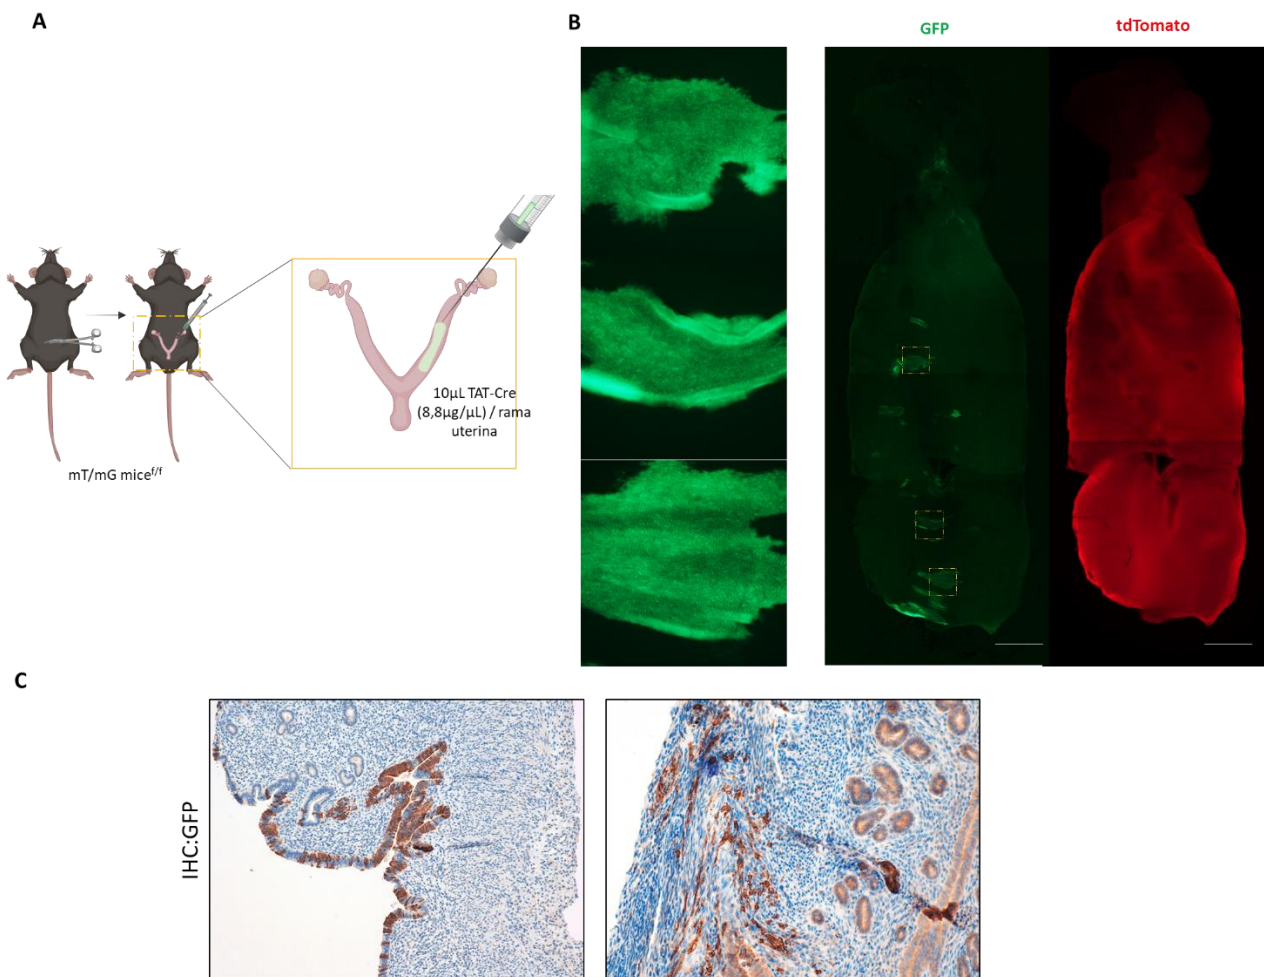 A
B
GFP
tdTomato
10µL TAT-Cre
(8,8µg/µL) / rama
uterina
mT/mG mice^f/f
C
IHC:GFP